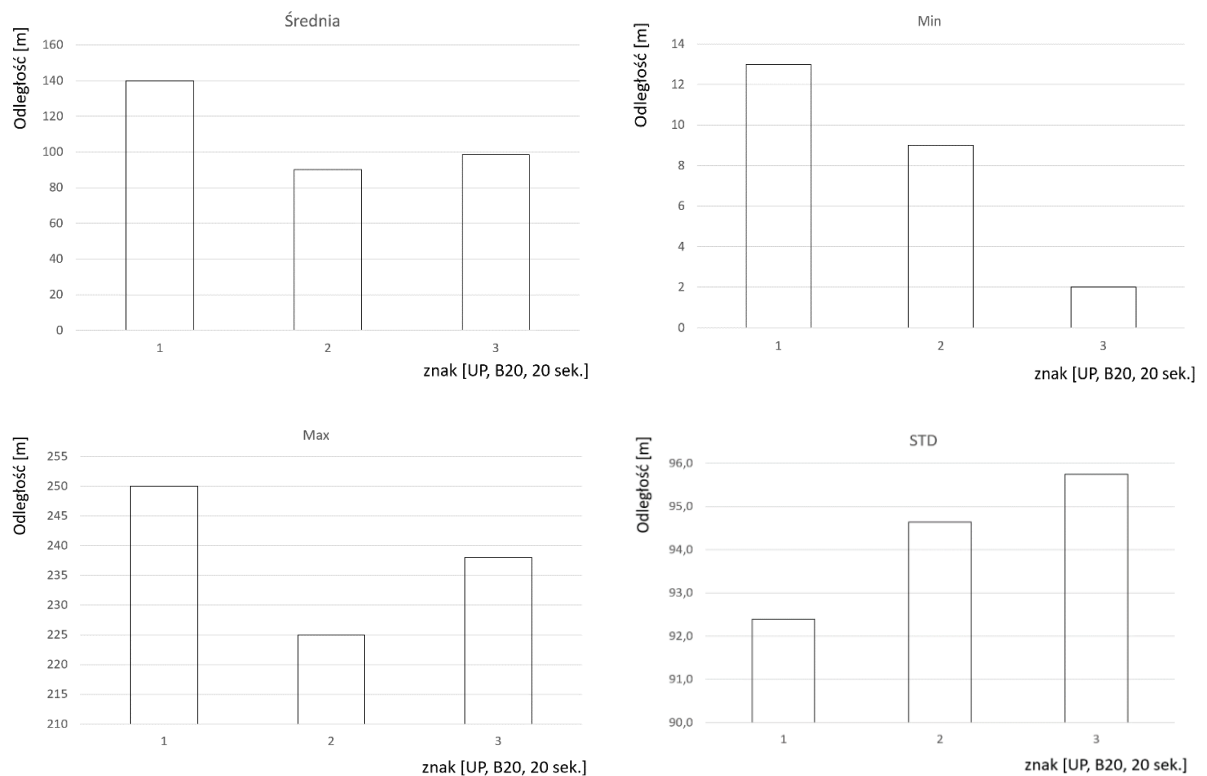 Średnia
Odległość [m]
160
140
120
100
80
60
40
20
0
1 2 3
znak [UP, B20, 20 sek.]
Min
Odległość [m]
14
12
10
8
6
4
2
0
1 2 3
znak [UP, B20, 20 sek.]
Max
Odległość [m]
255
250
245
240
235
230
225
220
215
210
1 2 3
znak [UP, B20, 20 sek.]
STD
Odległość [m]
96,0
95,0
94,0
93,0
92,0
91,0
90,0
1 2 3
znak [UP, B20, 20 sek.]